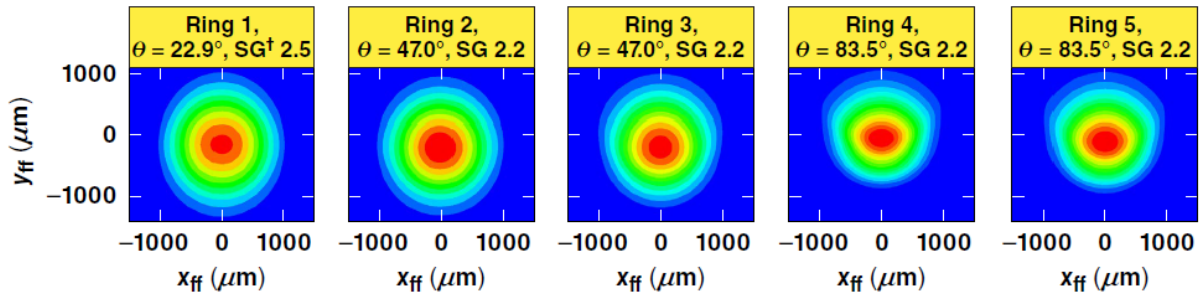 Ring 1,
θ = 22.9°, SG† 2.5
Ring 2,
θ = 47.0°, SG 2.2
Ring 3,
θ = 47.0°, SG 2.2
Ring 4,
θ = 83.5°, SG 2.2
Ring 5,
θ = 83.5°, SG 2.2
yff (μm)
1000
0
−1000
−1000 0 1000
−1000 0 1000
−1000 0 1000
−1000 0 1000
−1000 0 1000
xff (μm)
xff (μm)
xff (μm)
xff (μm)
xff (μm)